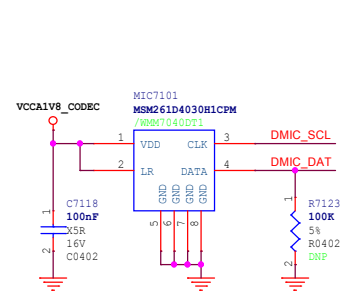 MIC7101
VCCA1V8_CODEC
MSM261D4030H1CPM
/WMM7040DT1
1 VDD CLK 3 DMIC_SCL
2 LR DATA 4 DMIC_DAT
GND GND GND GND
5 6 7 8
1 C7118
100nF
X5R
16V
2 C0402
1 R7123
100K
5%
R0402
2 DNP